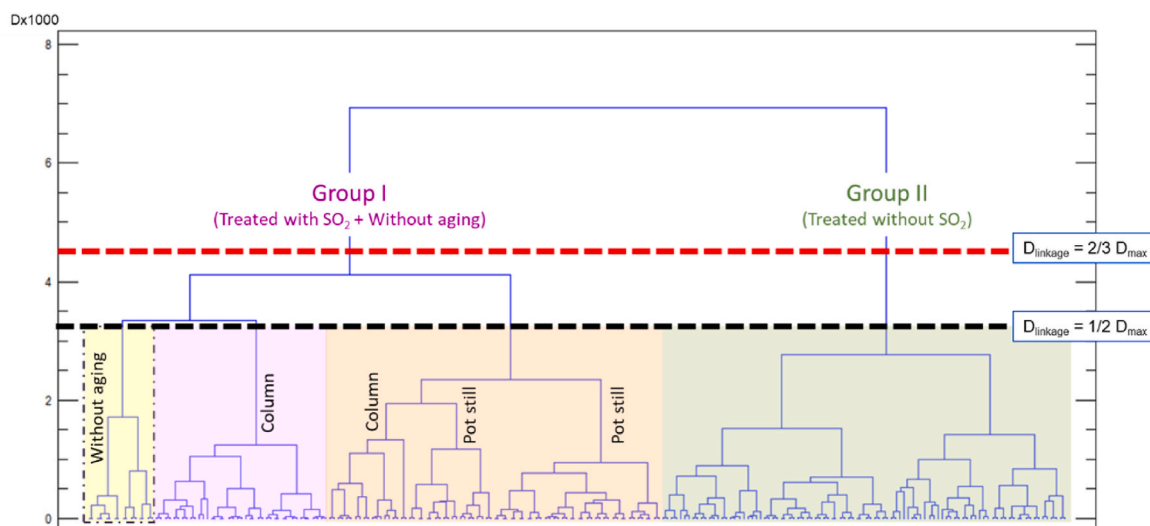 Dx1000
8
6
Group I
(Treated with SO₂ + Without aging)
Group II
(Treated without SO₂)
D_linkage = 2/3 D_max
4
D_linkage = 1/2 D_max
Without aging
Column
Column
Pot still
Pot still
2
0